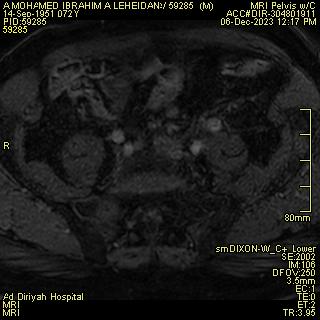 A MOHAMED IBRAHIM A LEHEIDAN:/ 59285 (M)
14-Sep-1951 072Y
PID:59285
59285
MRI Pelvis w/C
ACC#DIR-304801911
06-Dec-2023 12:17 PM
R
80mm
smDIXON-W_C+ Lower
SE:2002
IM:106
DFOV:250
3.5mm
EC:1
TE:0
ET:2
TR:3.95
Ad Diriyah Hospital
MRI
MRI